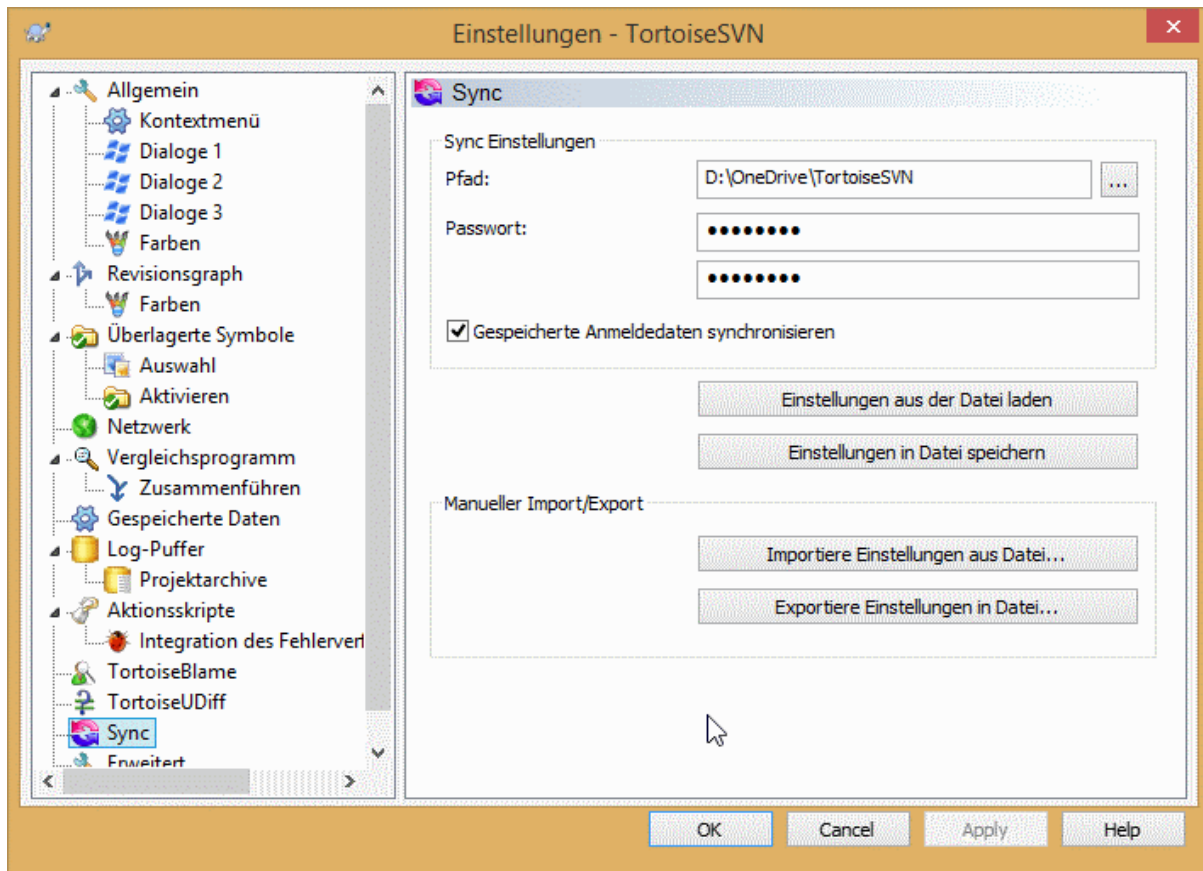 Einstellungen - TortoiseSVN
Allgemein
Kontextmenü
Dialoge 1
Dialoge 2
Dialoge 3
Farben
Revisionsgraph
Farben
Überlagerte Symbole
Auswahl
Aktivieren
Netzwerk
Vergleichsprogramm
Zusammenführen
Gespeicherte Daten
Log-Puffer
Projektarchive
Aktionsskripte
Integration des Fehlervert
TortoiseBlame
TortoiseUDiff
Sync
Erweitert
Sync
Sync Einstellungen
Pfad:
D:\OneDrive\TortoiseSVN
...
Passwort:
●●●●●●●●
●●●●●●●●
Gespeicherte Anmeldedaten synchronisieren
Einstellungen aus der Datei laden
Einstellungen in Datei speichern
Manueller Import/Export
Importiere Einstellungen aus Datei...
Exportiere Einstellungen in Datei...
OK
Cancel
Apply
Help